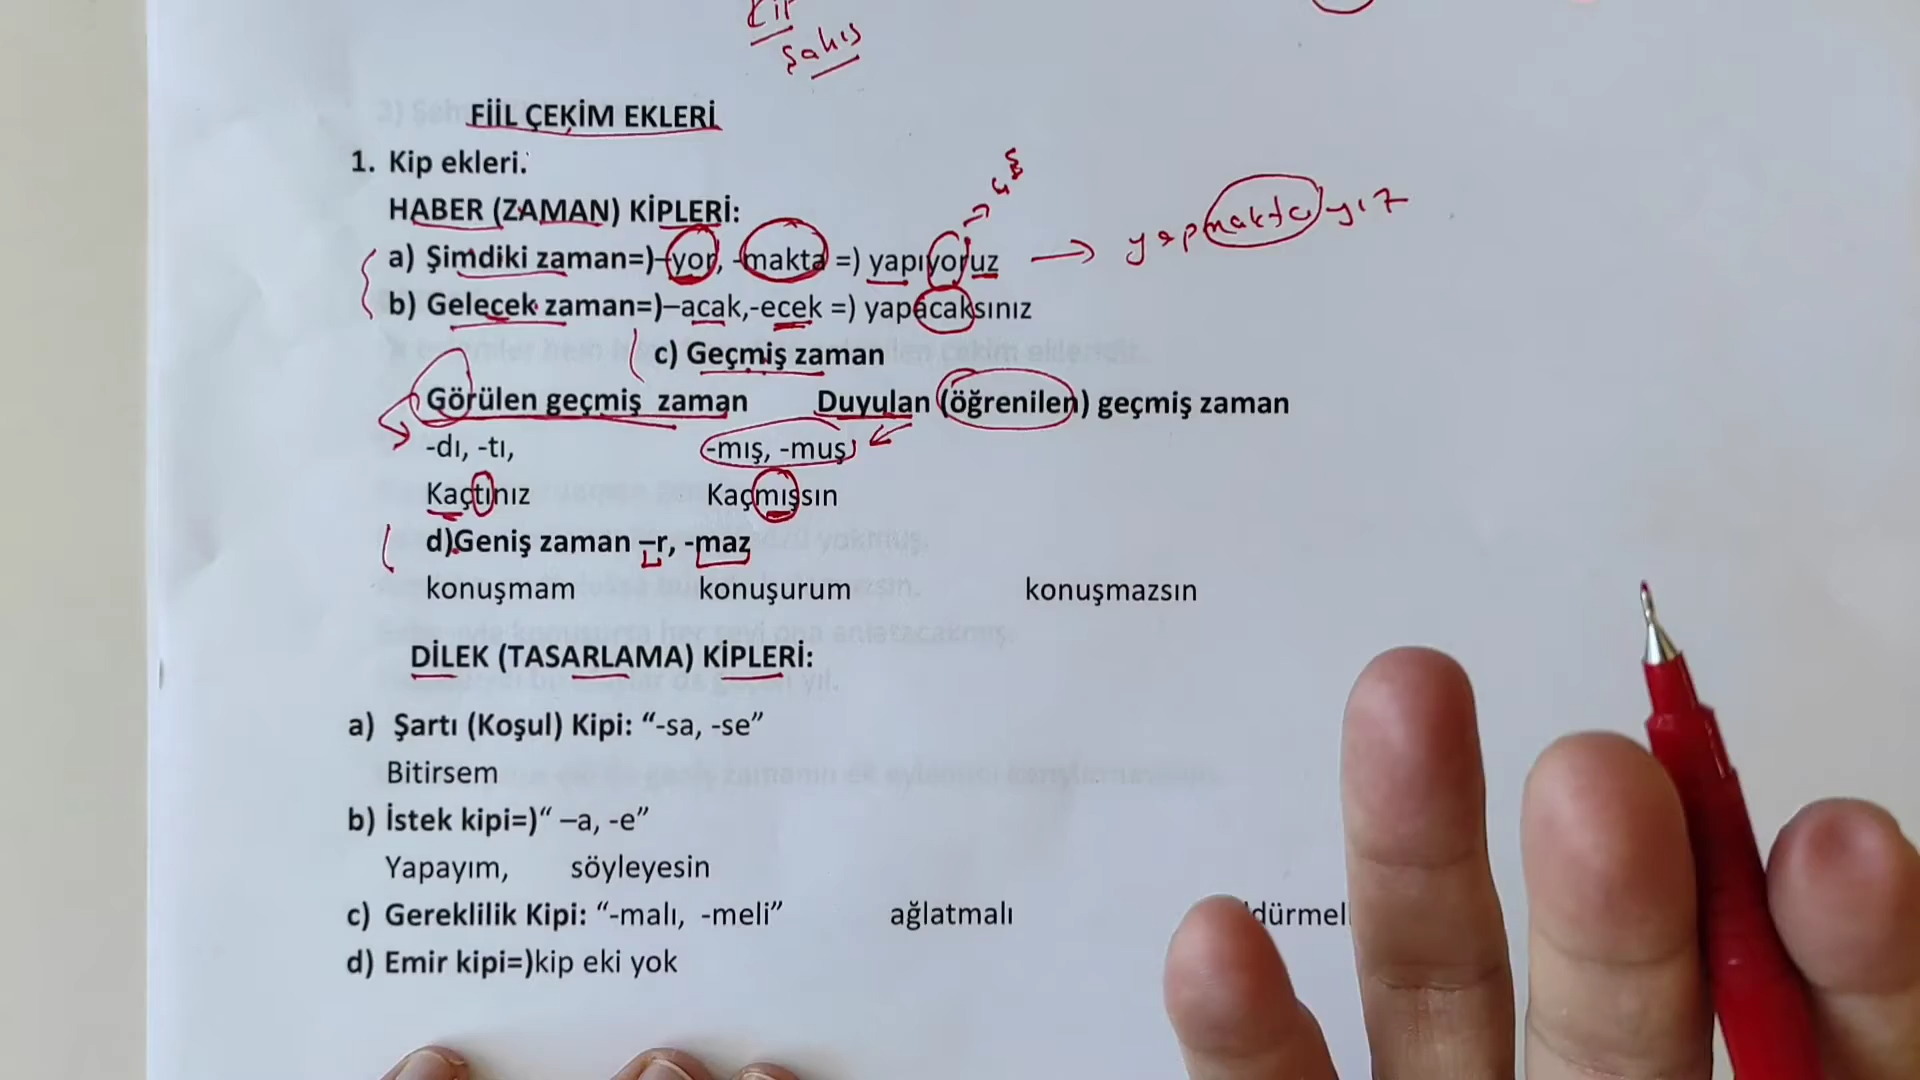 şahıs
FİİL ÇEKİM EKLERİ
1. Kip ekleri.
HABER (ZAMAN) KİPLERİ:
a) Şimdiki zaman=)–yor, -makta =) yapıyoruz → yapmaktayız
b) Gelecek zaman=)–acak,-ecek =) yapacaksınız
c) Geçmiş zaman
Görülen geçmiş zaman Duyulan (öğrenilen) geçmiş zaman
-dı, -tı, -mış, -muş
Kaçtınız Kaçmışsın
d)Geniş zaman –r, -maz
konuşmam konuşurum konuşmazsın
DİLEK (TASARLAMA) KİPLERİ:
a) Şartı (Koşul) Kipi: “-sa, -se”
Bitirsem
b) İstek kipi=)“ –a, -e”
Yapayım, söyleyesin
c) Gereklilik Kipi: “-malı, -meli” ağlatmalı
d) Emir kipi=)kip eki yok